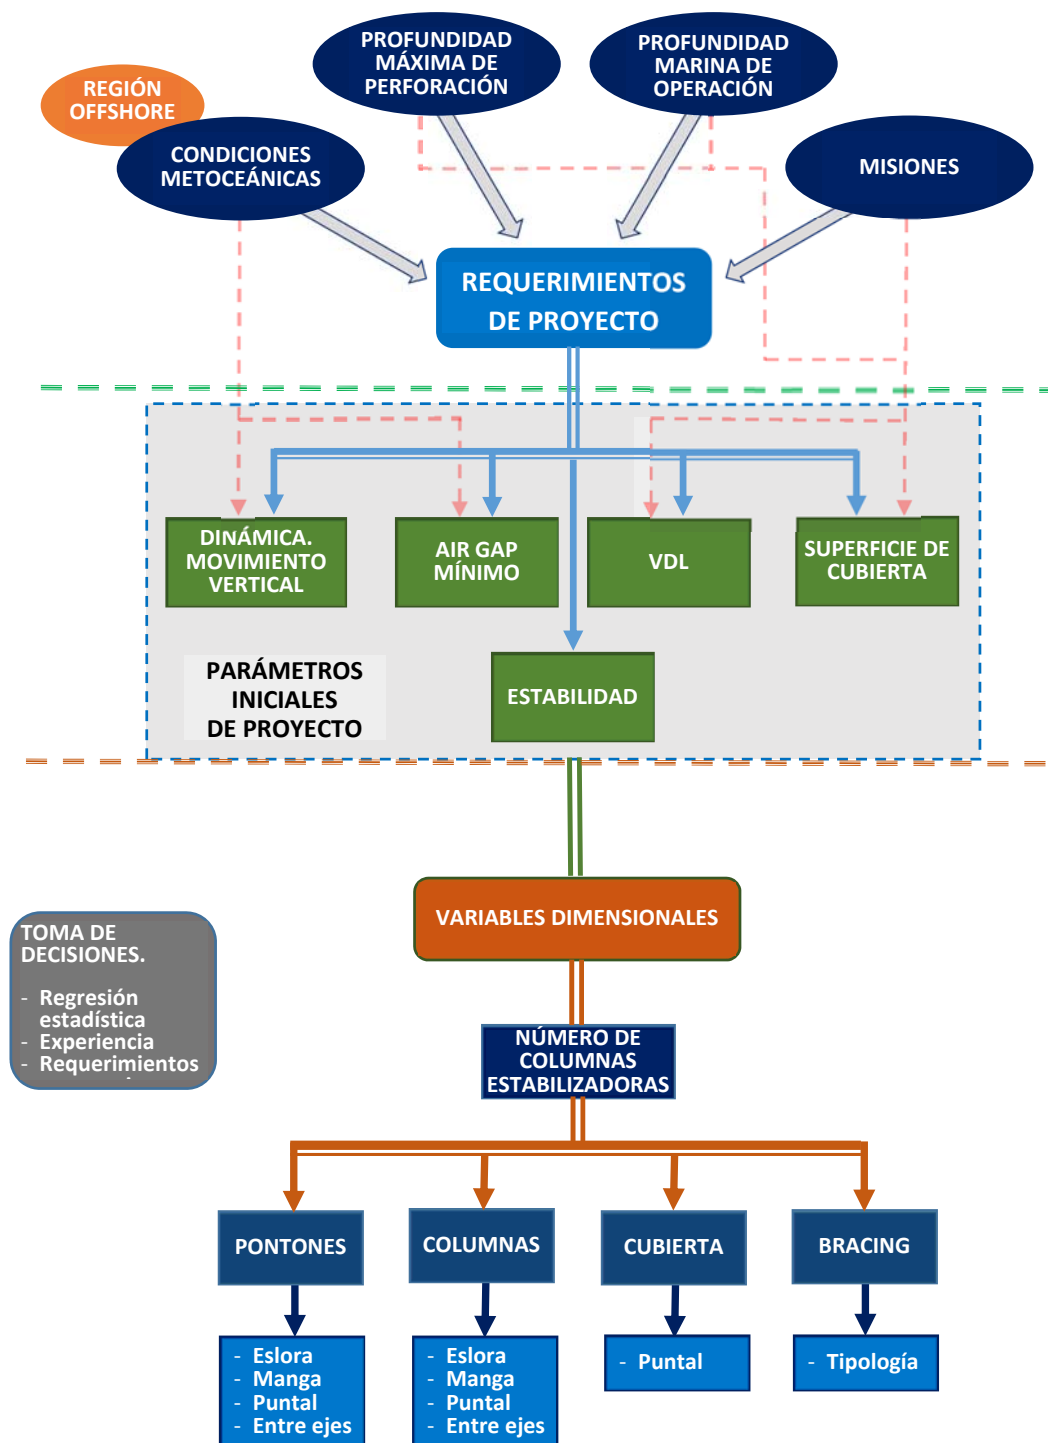 PROFUNDIDAD
MÁXIMA DE
PERFORACIÓN
PROFUNDIDAD
MARINA DE
OPERACIÓN
REGIÓN
OFFSHORE
CONDICIONES
METOCEÁNICAS
MISIONES
REQUERIMIENTOS
DE PROYECTO
DINÁMICA.
MOVIMIENTO
VERTICAL
AIR GAP
MÍNIMO
VDL
SUPERFICIE DE
CUBIERTA
PARÁMETROS
INICIALES
DE PROYECTO
ESTABILIDAD
VARIABLES DIMENSIONALES
TOMA DE
DECISIONES.
- Regresión
estadística
- Experiencia
- Requerimientos
NÚMERO DE
COLUMNAS
ESTABILIZADORAS
PONTONES
COLUMNAS
CUBIERTA
BRACING
- Eslora
- Manga
- Puntal
- Entre ejes
- Eslora
- Manga
- Puntal
- Entre ejes
- Puntal
- Tipología